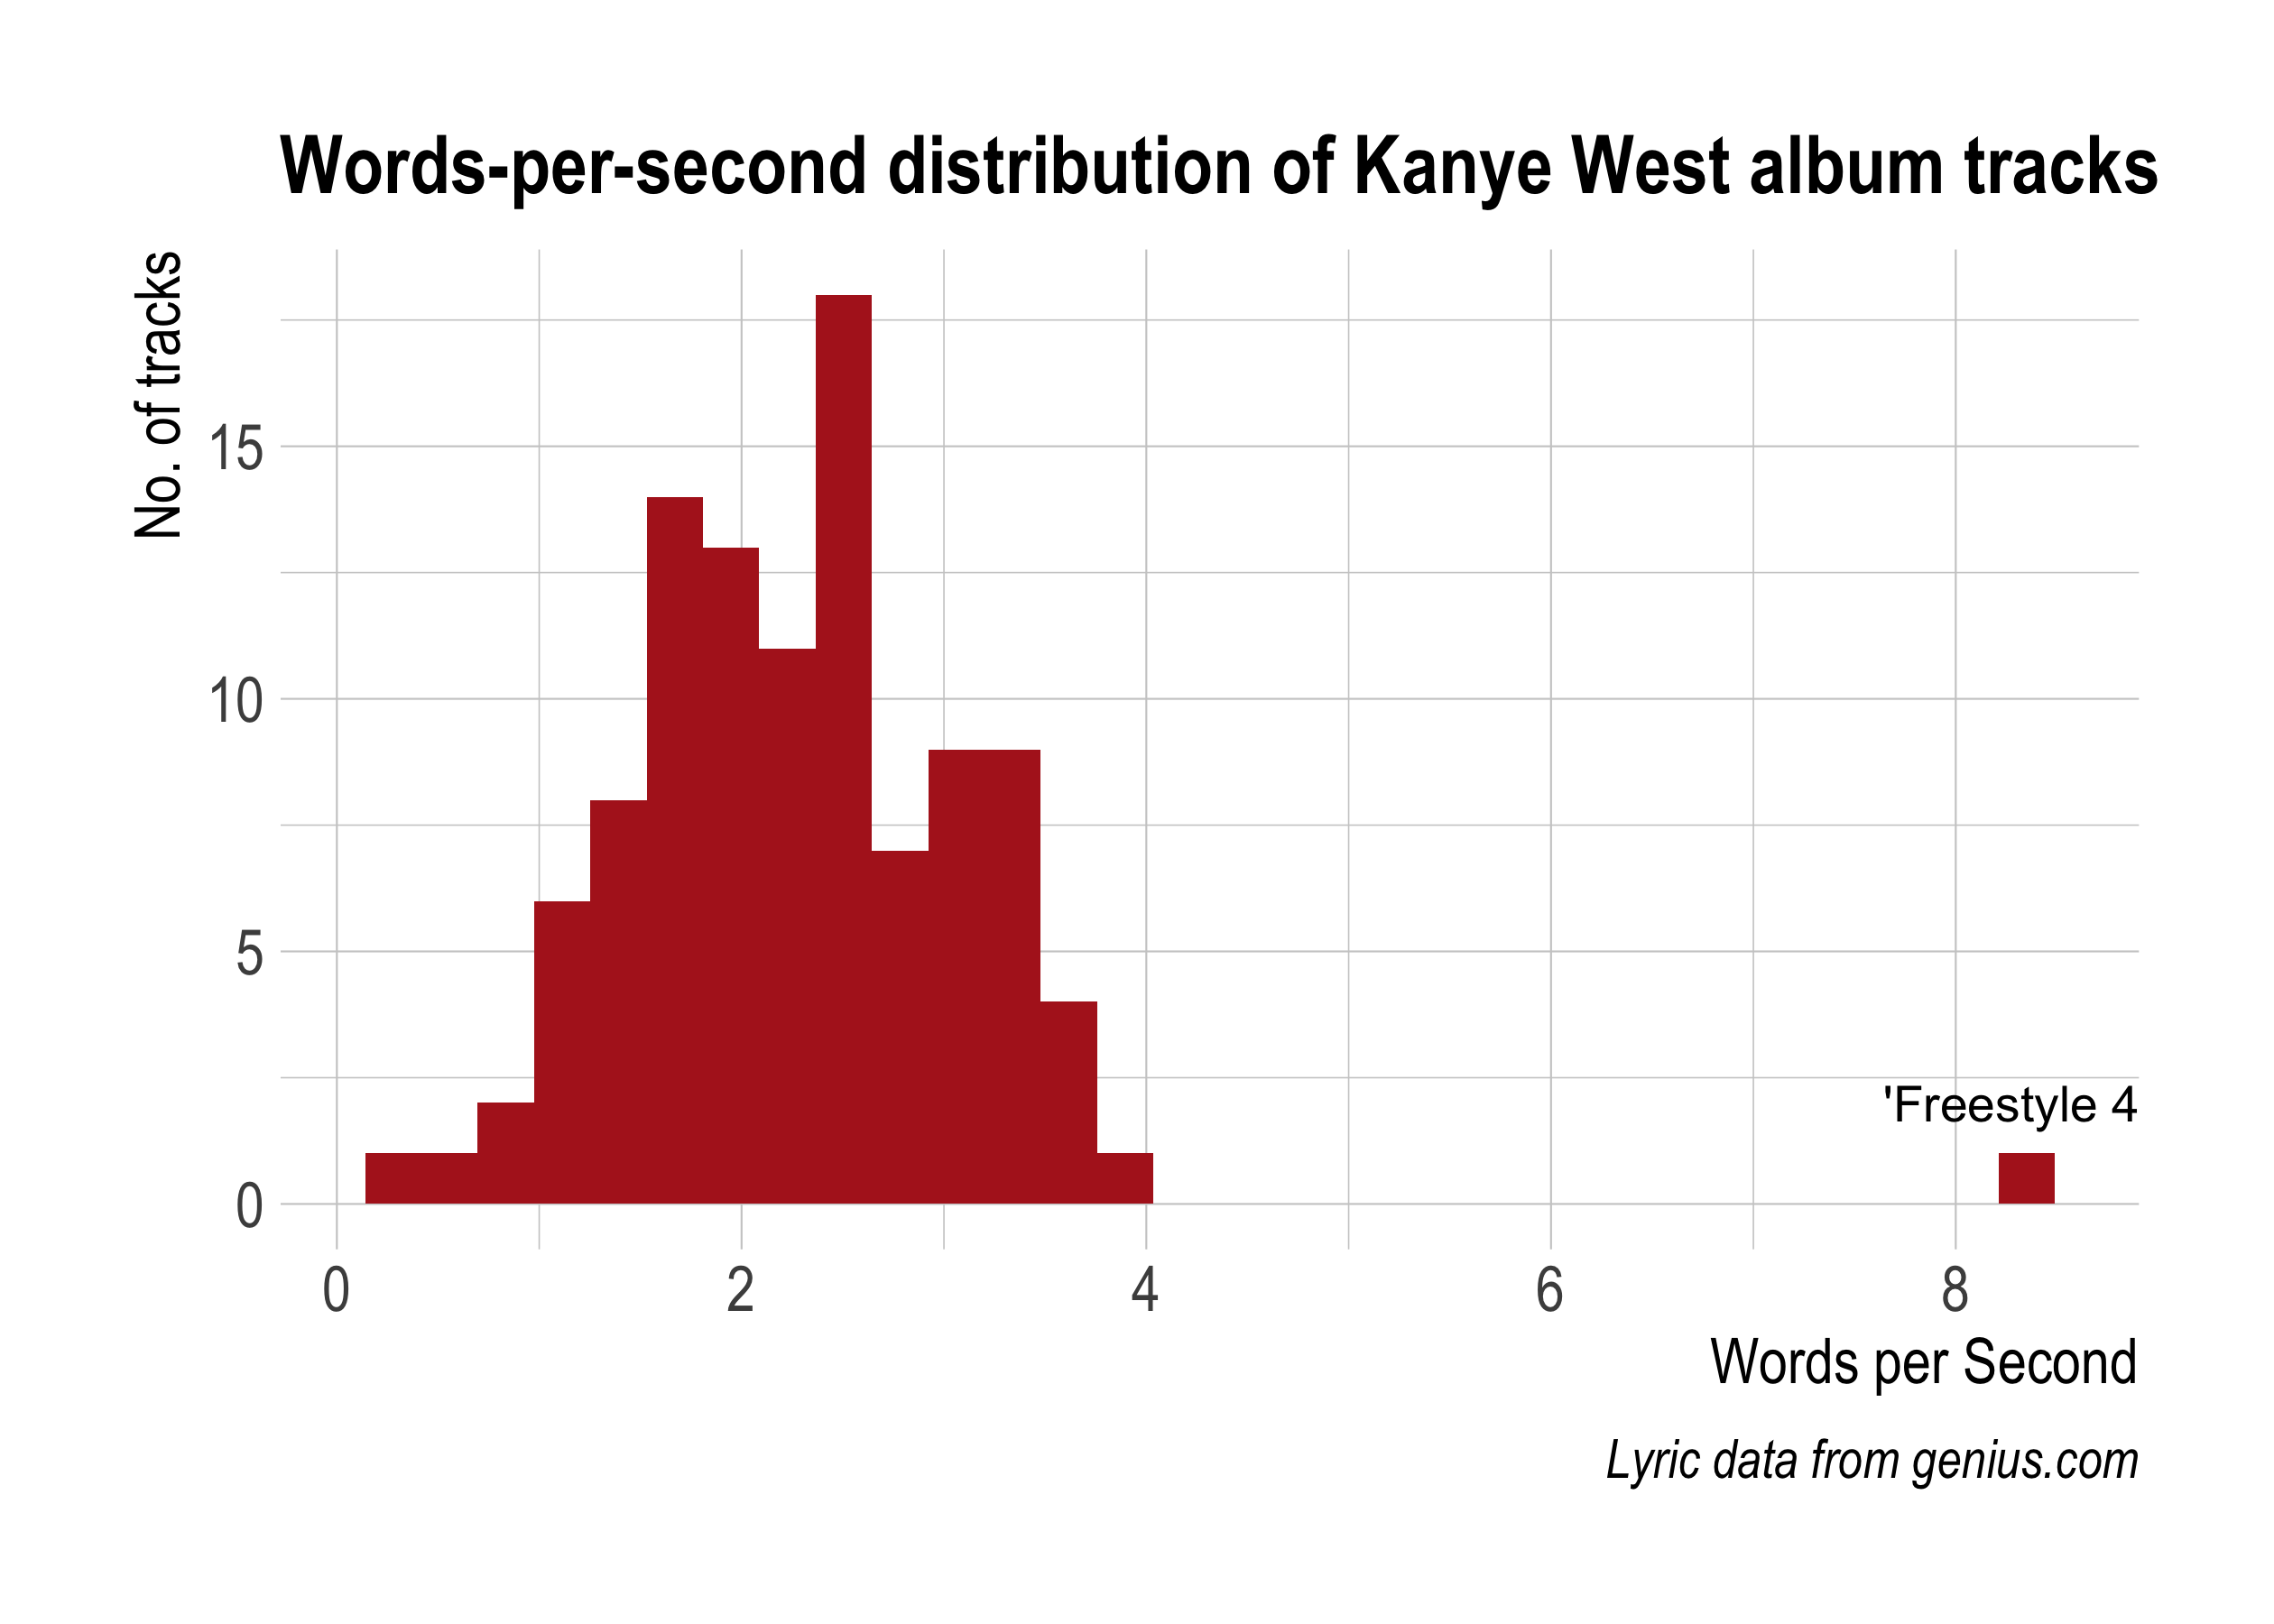 Words-per-second distribution of Kanye West album tracks
No. of tracks
15
10
5
0
'Freestyle 4
0 2 4 6 8
Words per Second
Lyric data from genius.com